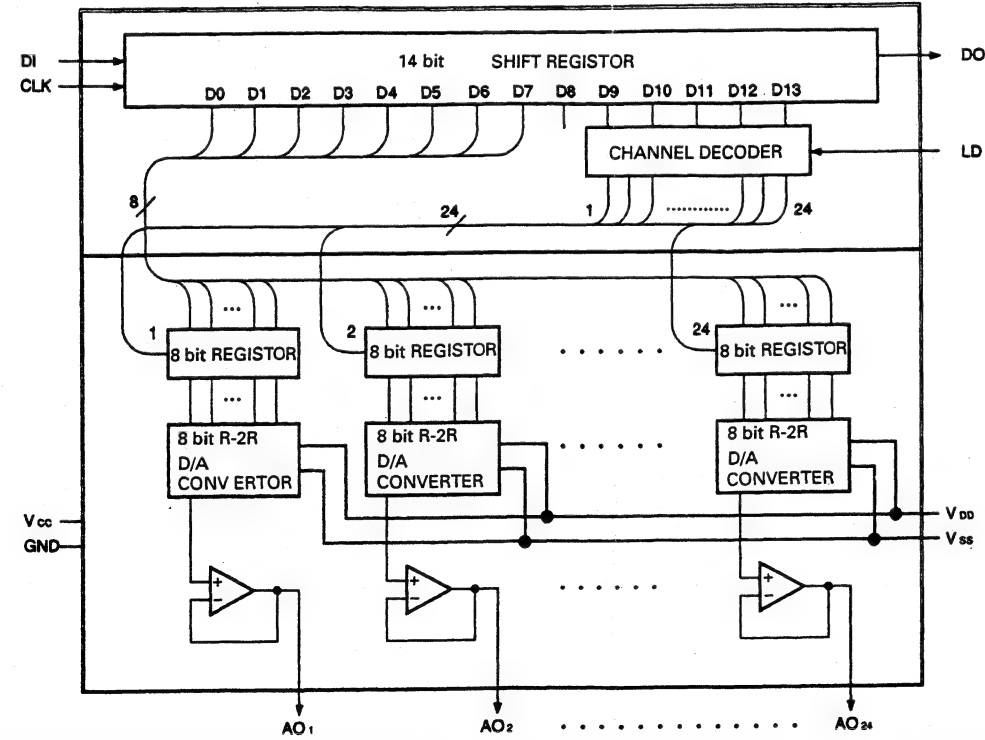 DI
CLK
14 bit SHIFT REGISTOR
DO
D0 D1 D2 D3 D4 D5 D6 D7 D8 D9 D10 D11 D12 D13
CHANNEL DECODER
LD
8
24
1 ............. 24
1
2
24
...
...
...
8 bit REGISTOR
8 bit REGISTOR
. . . . . .
8 bit REGISTOR
...
...
...
8 bit R-2R
D/A
CONV ERTOR
8 bit R-2R
D/A
CONVERTER
. . . . . .
8 bit R-2R
D/A
CONVERTER
Vcc
GND
VDD
VSS
+
−
+
−
. . . . . .
+
−
AO1
AO2
. . . . . . . . . . . . .
AO24